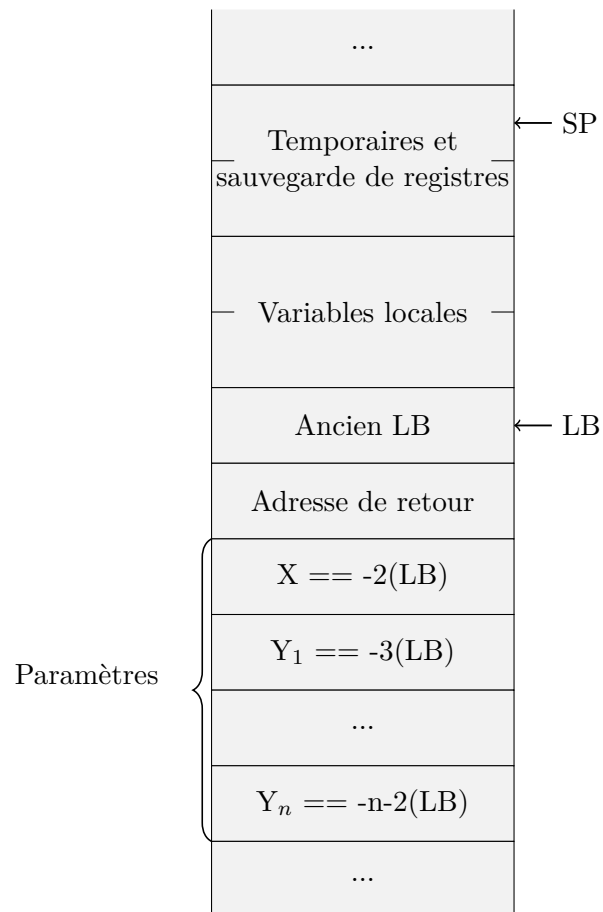 ...
SP
Temporaires et
sauvegarde de registres
Variables locales
Ancien LB
LB
Adresse de retour
X == -2(LB)
Y₁ == -3(LB)
Paramètres
...
Yₙ == -n-2(LB)
...